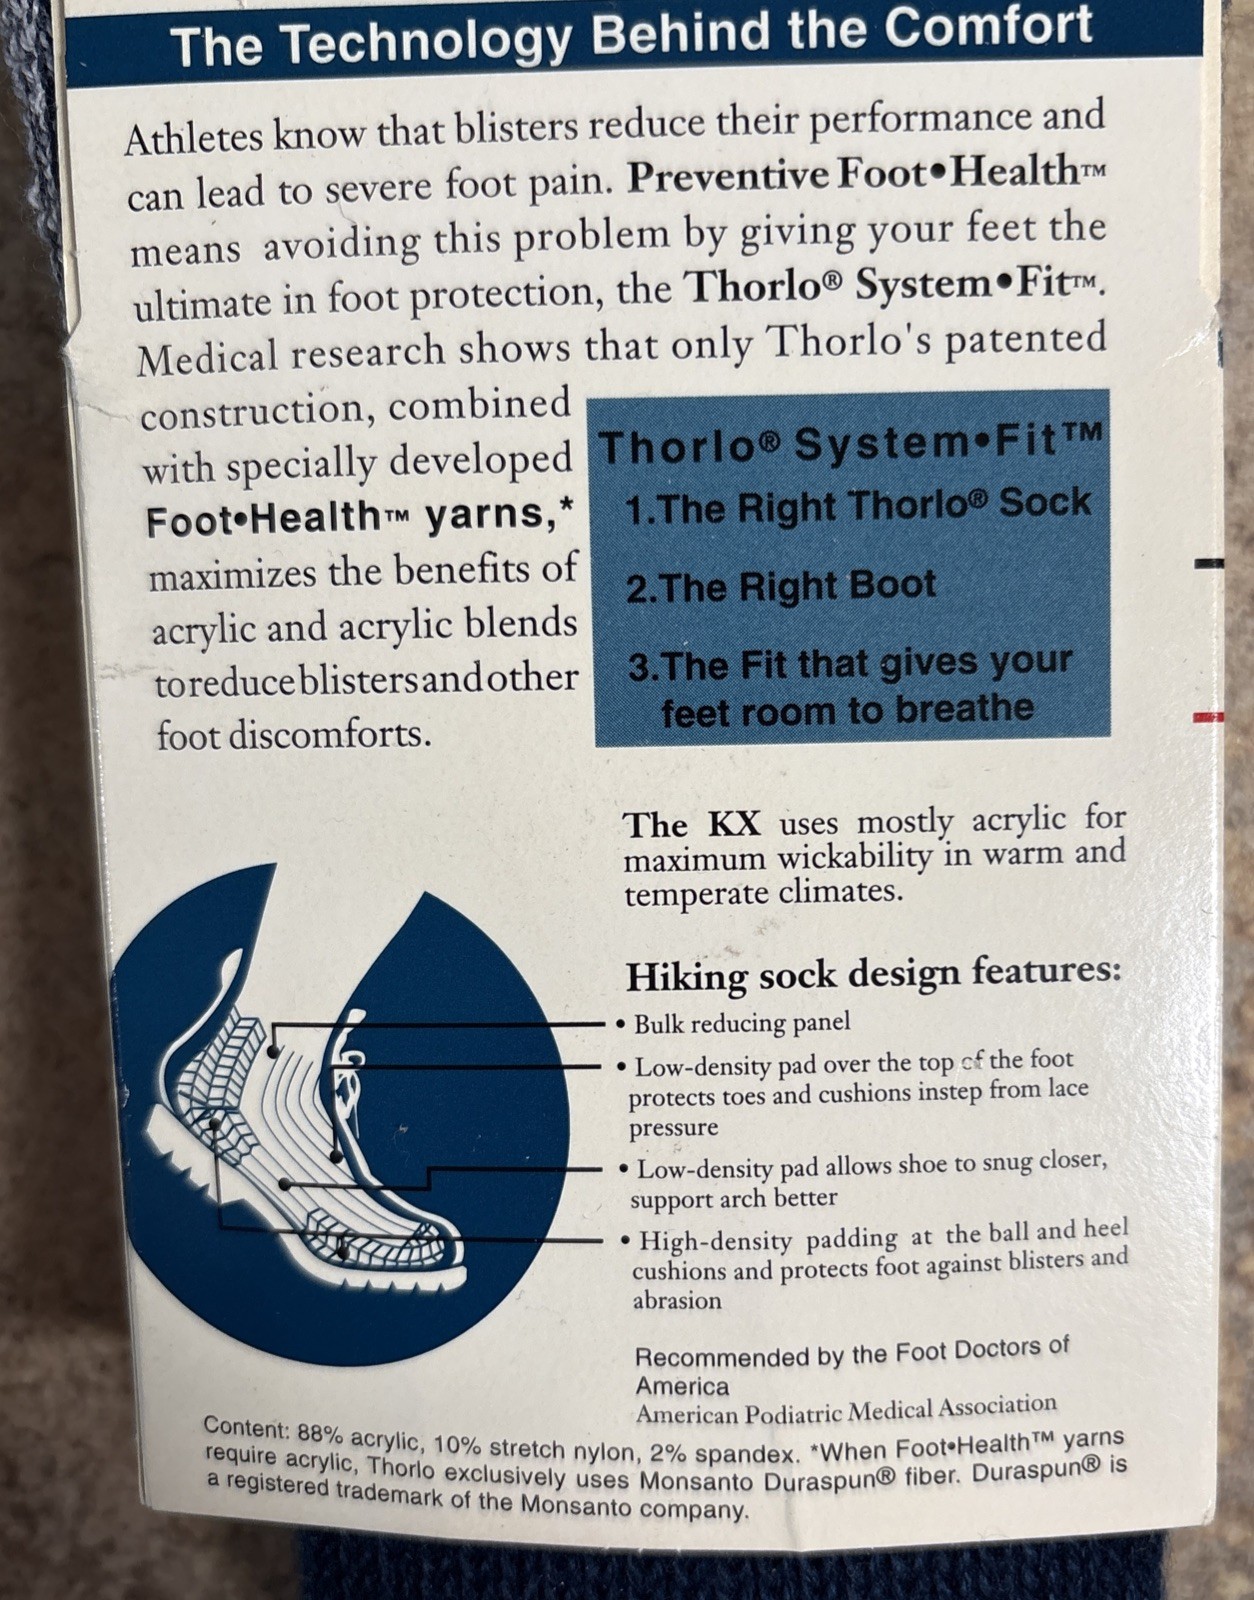 The Technology Behind the Comfort
Athletes know that blisters reduce their performance and
can lead to severe foot pain. Preventive Foot•Health™
means avoiding this problem by giving your feet the
ultimate in foot protection, the Thorlo® System•Fit™.
Medical research shows that only Thorlo's patented
construction, combined
with specially developed
Foot•Health™ yarns,*
maximizes the benefits of
acrylic and acrylic blends
to reduce blisters and other
foot discomforts.
Thorlo® System•Fit™
1.The Right Thorlo® Sock
2.The Right Boot
3.The Fit that gives your
feet room to breathe
The KX uses mostly acrylic for
maximum wickability in warm and
temperate climates.
Hiking sock design features:
• Bulk reducing panel
• Low-density pad over the top of the foot
protects toes and cushions instep from lace
pressure
• Low-density pad allows shoe to snug closer,
support arch better
• High-density padding at the ball and heel
cushions and protects foot against blisters and
abrasion
Recommended by the Foot Doctors of
America
American Podiatric Medical Association
Content: 88% acrylic, 10% stretch nylon, 2% spandex. *When Foot•Health™ yarns
require acrylic, Thorlo exclusively uses Monsanto Duraspun® fiber. Duraspun® is
a registered trademark of the Monsanto company.